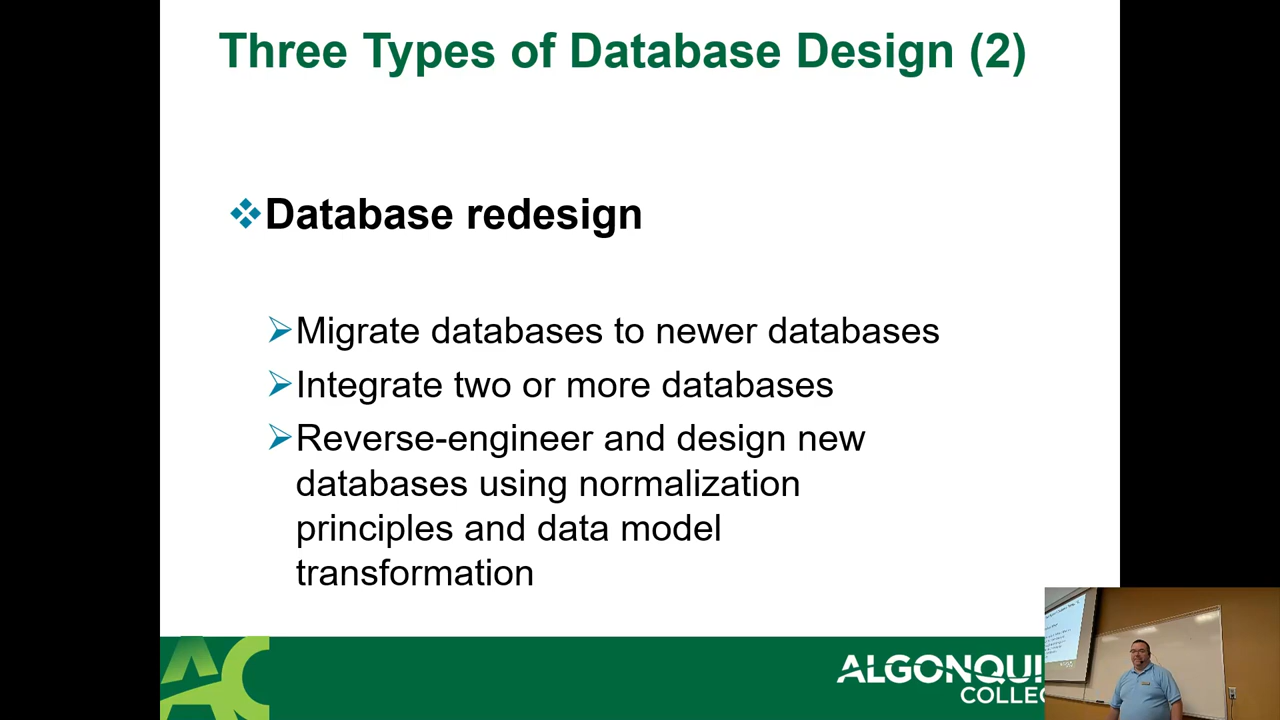 Three Types of Database Design (2)
Database redesign
Migrate databases to newer databases
Integrate two or more databases
Reverse-engineer and design new
databases using normalization
principles and data model
transformation
AC
ALGONQUI
COLLEG